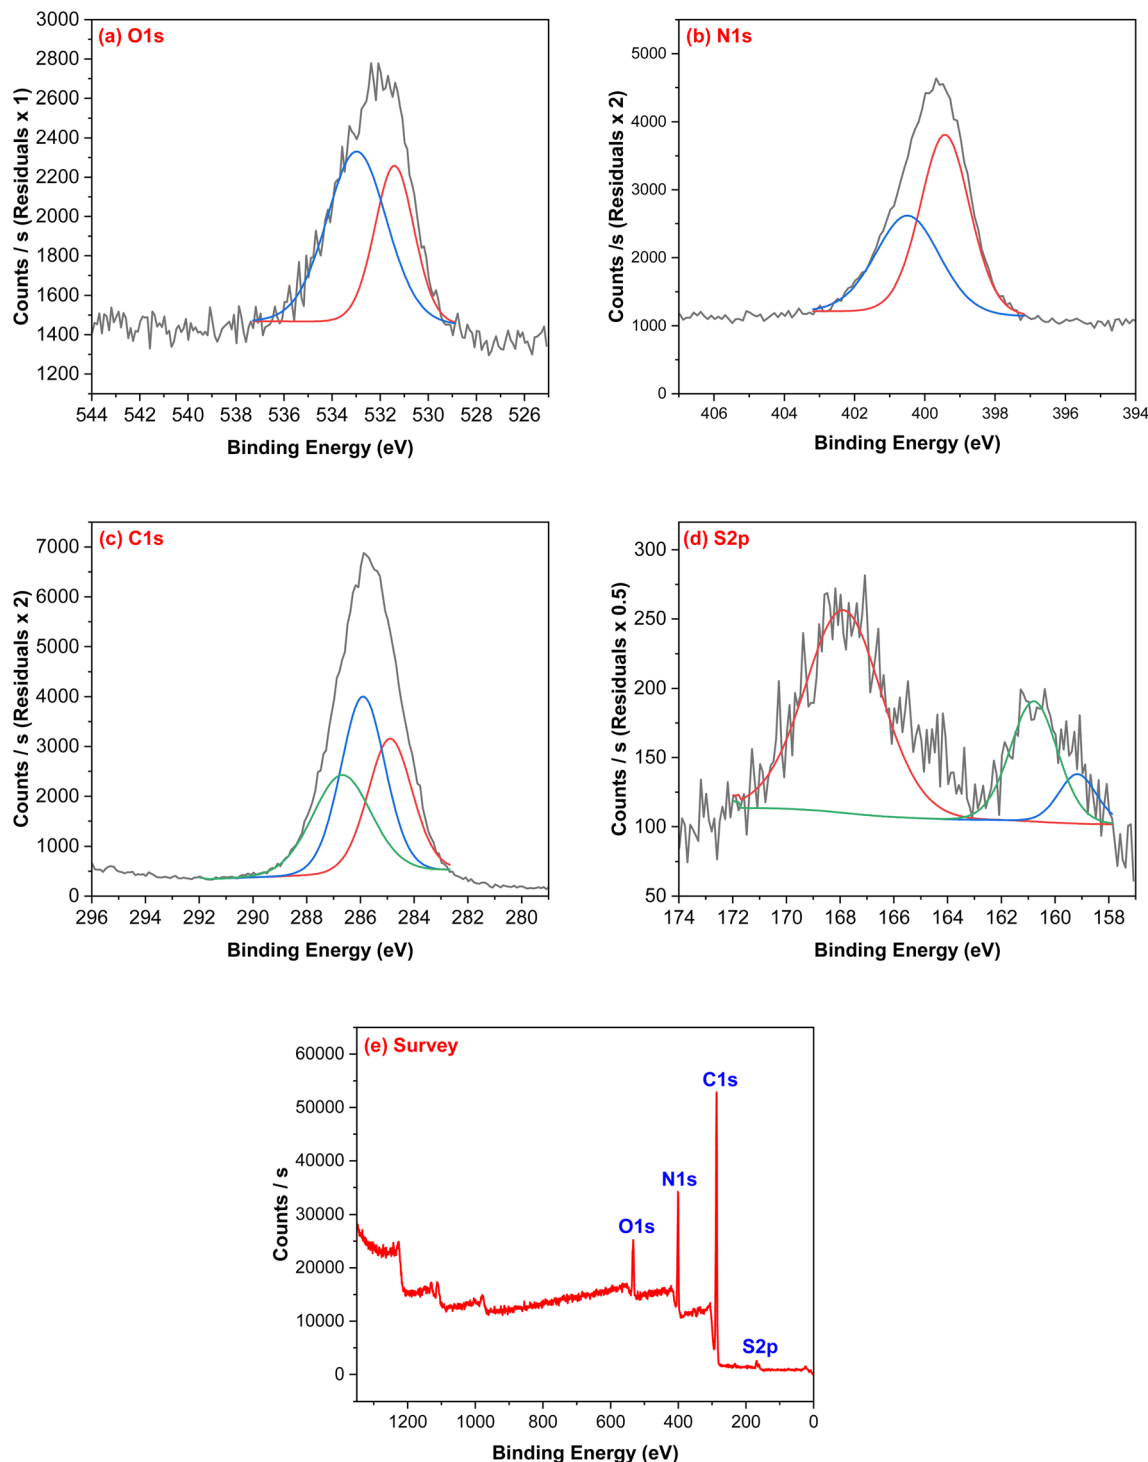 (a) O1s
3000
2800
2600
2400
2200
2000
1800
1600
1400
1200
Counts / s (Residuals x 1)
544 542 540 538 536 534 532 530 528 526
Binding Energy (eV)
(b) N1s
5000
4000
3000
2000
1000
0
Counts /s (Residuals x 2)
406 404 402 400 398 396 394
Binding Energy (eV)
(c) C1s
7000
6000
5000
4000
3000
2000
1000
0
Counts / s (Residuals x 2)
296 294 292 290 288 286 284 282 280
Binding Energy (eV)
(d) S2p
300
250
200
150
100
50
Counts / s (Residuals x 0.5)
174 172 170 168 166 164 162 160 158
Binding Energy (eV)
(e) Survey
60000
50000
40000
30000
20000
10000
0
Counts / s
C1s
N1s
O1s
S2p
1200 1000 800 600 400 200 0
Binding Energy (eV)